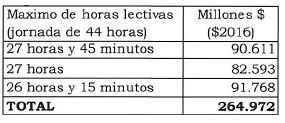 Maximo de horas lectivas Millones $
(jornada de 44 horas) ($2016)
27 horas y 45 minutos 90.611
27 horas 82.593
26 horas y 15 minutos 91.768
TOTAL 264.972